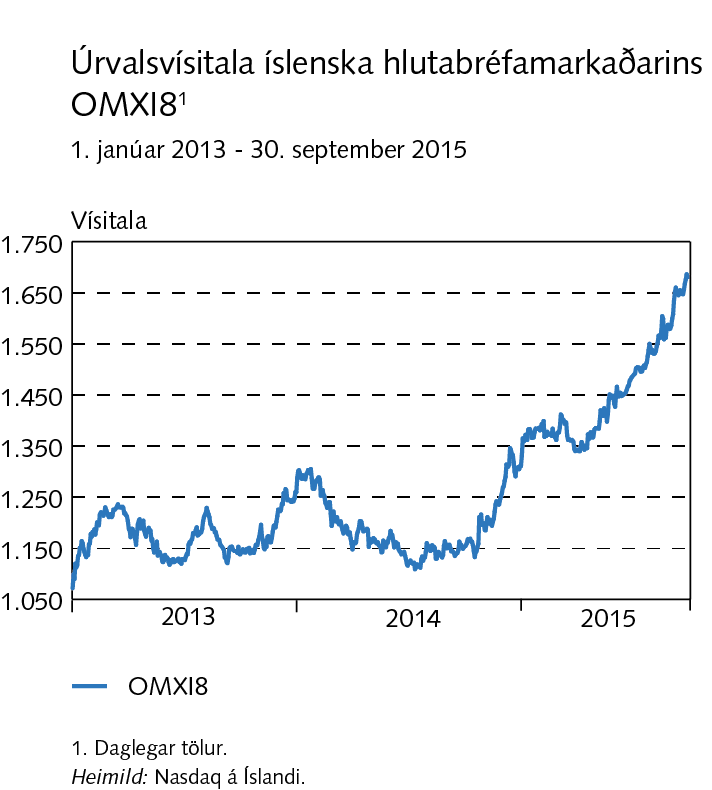 Úrvalsvísitala íslenska hlutabréfamarkaðarins
OMXI8¹
1. janúar 2013 - 30. september 2015
Vísitala
1.750
1.650
1.550
1.450
1.350
1.250
1.150
1.050
2013 2014 2015
OMXI8
1. Daglegar tölur.
Heimild: Nasdaq á Íslandi.